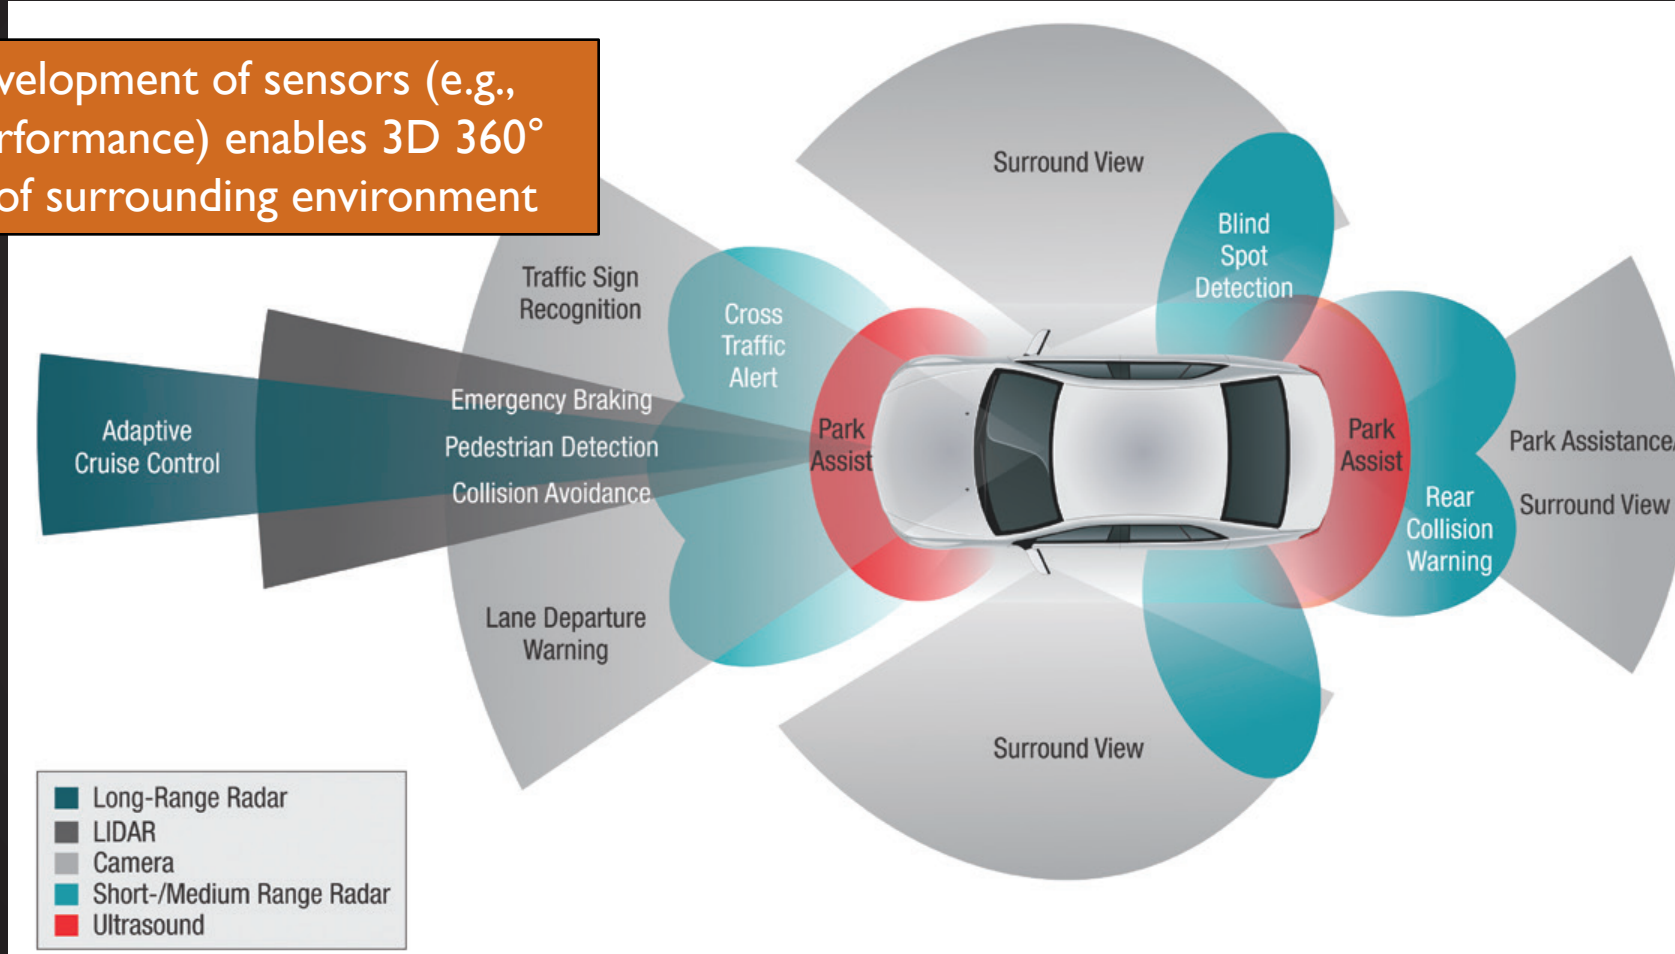 velopment of sensors (e.g.,
rformance) enables 3D 360°
of surrounding environment
Surround View
Blind
Spot
Detection
Traffic Sign
Recognition
Cross
Traffic
Alert
Emergency Braking
Pedestrian Detection
Collision Avoidance
Adaptive
Cruise Control
Park
Assist
Park
Assist
Park Assistance/
Surround View
Rear
Collision
Warning
Lane Departure
Warning
Surround View
Long-Range Radar
LIDAR
Camera
Short-/Medium Range Radar
Ultrasound